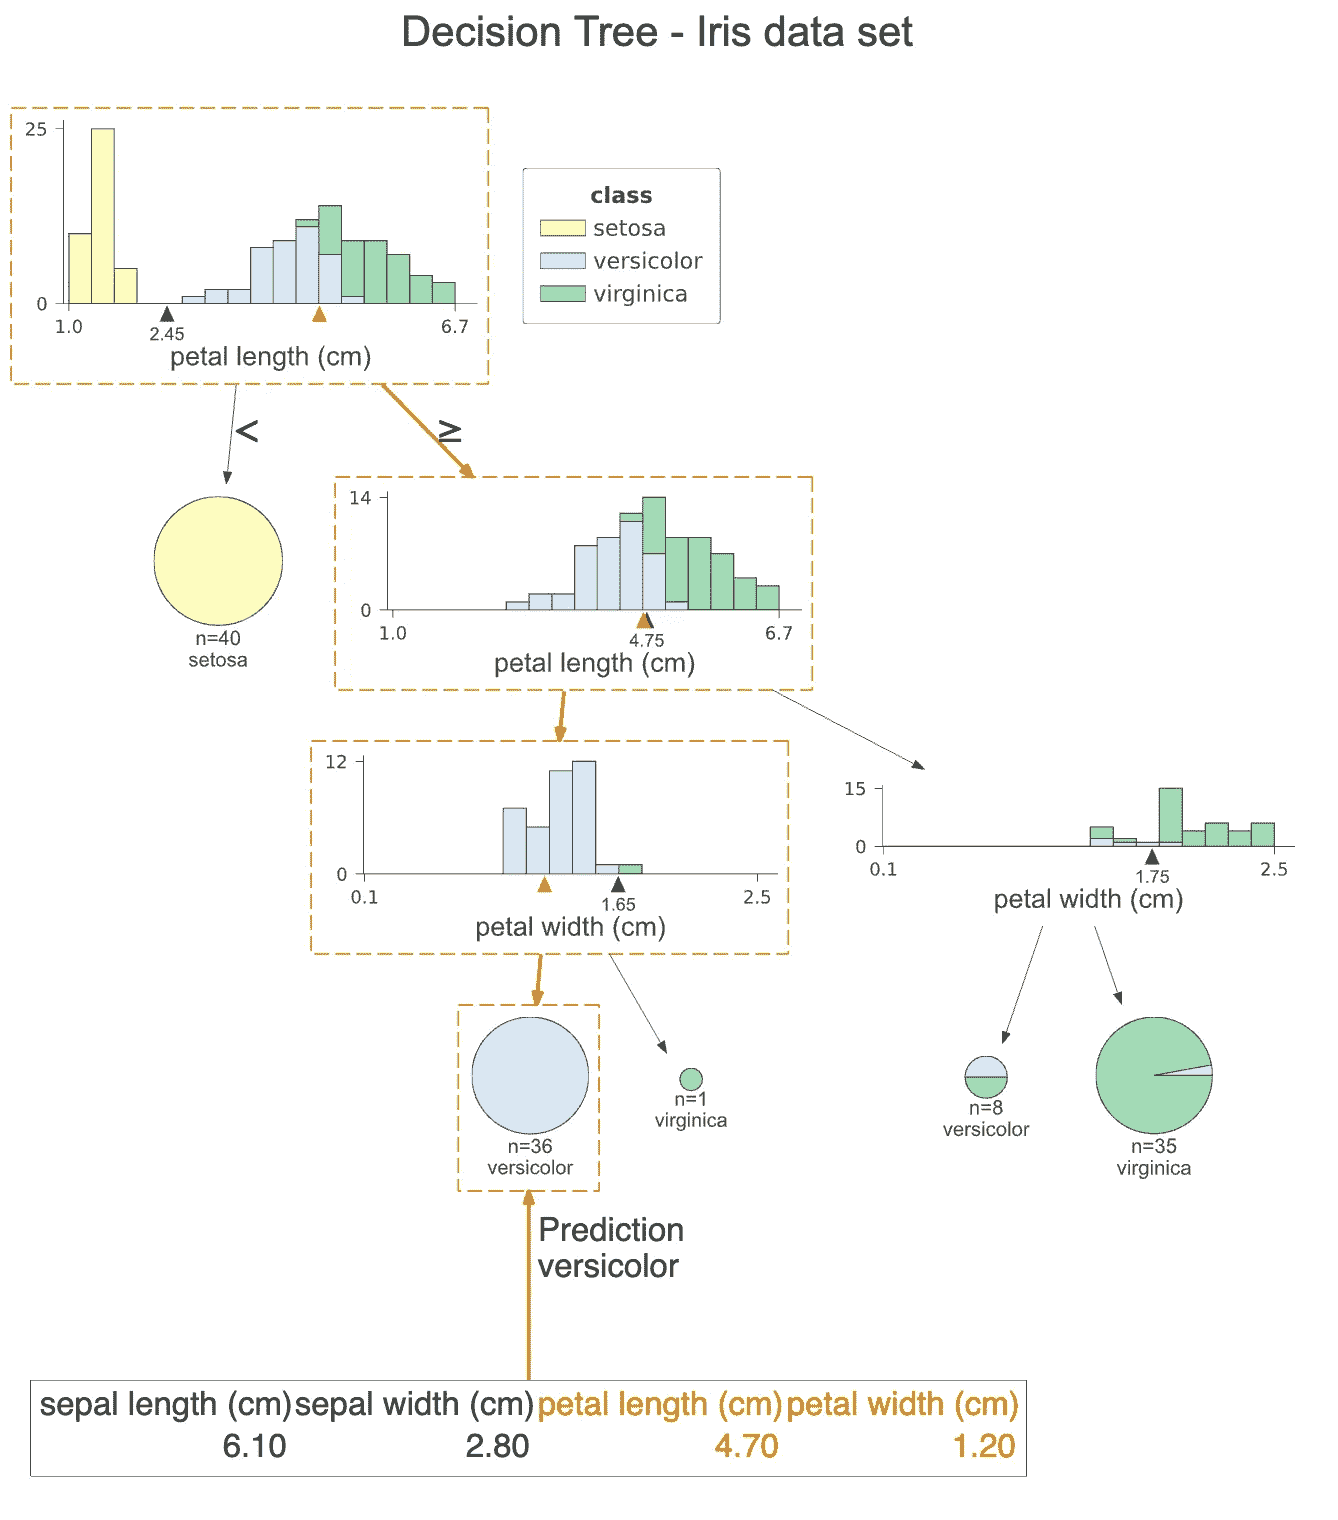 Decision Tree - Iris data set
25
0
1.0
2.45
6.7
petal length (cm)
class
setosa
versicolor
virginica
<
≥
n=40
setosa
14
0
1.0
4.75
6.7
petal length (cm)
12
0
0.1
1.65
2.5
petal width (cm)
15
0
0.1
1.75
2.5
petal width (cm)
n=36
versicolor
n=1
virginica
n=8
versicolor
n=35
virginica
Prediction
versicolor
sepal length (cm) sepal width (cm) petal length (cm) petal width (cm)
6.10 2.80 4.70 1.20